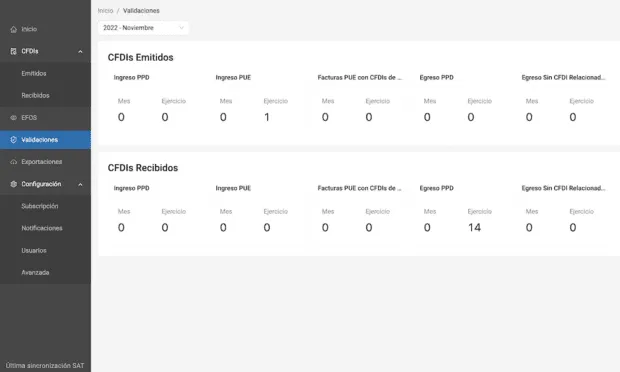 Inicio / Validaciones
2022 - Noviembre
Inicio
CFDIs
Emitidos
Recibidos
EFOS
Validaciones
Exportaciones
Configuración
Subscripción
Notificaciones
Usuarios
Avanzada
Última sincronización SAT
CFDIs Emitidos
Ingreso PPD Ingreso PUE Facturas PUE con CFDIs de ... Egreso PPD Egreso Sin CFDI Relacionad...
Mes Ejercicio Mes Ejercicio Mes Ejercicio Mes Ejercicio Mes Ejercicio
0 0 0 1 0 0 0 0 0 0
CFDIs Recibidos
Ingreso PPD Ingreso PUE Facturas PUE con CFDIs de ... Egreso PPD Egreso Sin CFDI Relacionad...
Mes Ejercicio Mes Ejercicio Mes Ejercicio Mes Ejercicio Mes Ejercicio
0 0 0 0 0 0 0 14 0 0